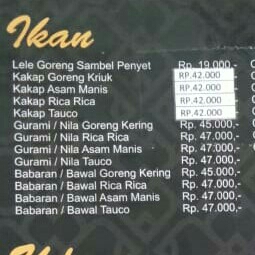 Ikan
Lele Goreng Sambel Penyet Rp. 19.000,-
Kakap Goreng Kriuk RP.42.000
Kakap Asam Manis RP.42.000
Kakap Rica Rica RP.42.000
Kakap Tauco RP.42.000
Gurami / Nila Goreng Kering Rp. 45.000,-
Gurami / Nila Rica Rica Rp. 47.000,-
Gurami / Nila Asam Manis Rp. 47.000,-
Gurami / Nila Tauco Rp. 47.000,-
Babaran / Bawal Goreng Kering Rp. 45.000,-
Babaran / Bawal Rica Rica Rp. 47.000,-
Babaran / Bawal Asam Manis Rp. 47.000,-
Babaran / Bawal Tauco Rp. 47.000,-